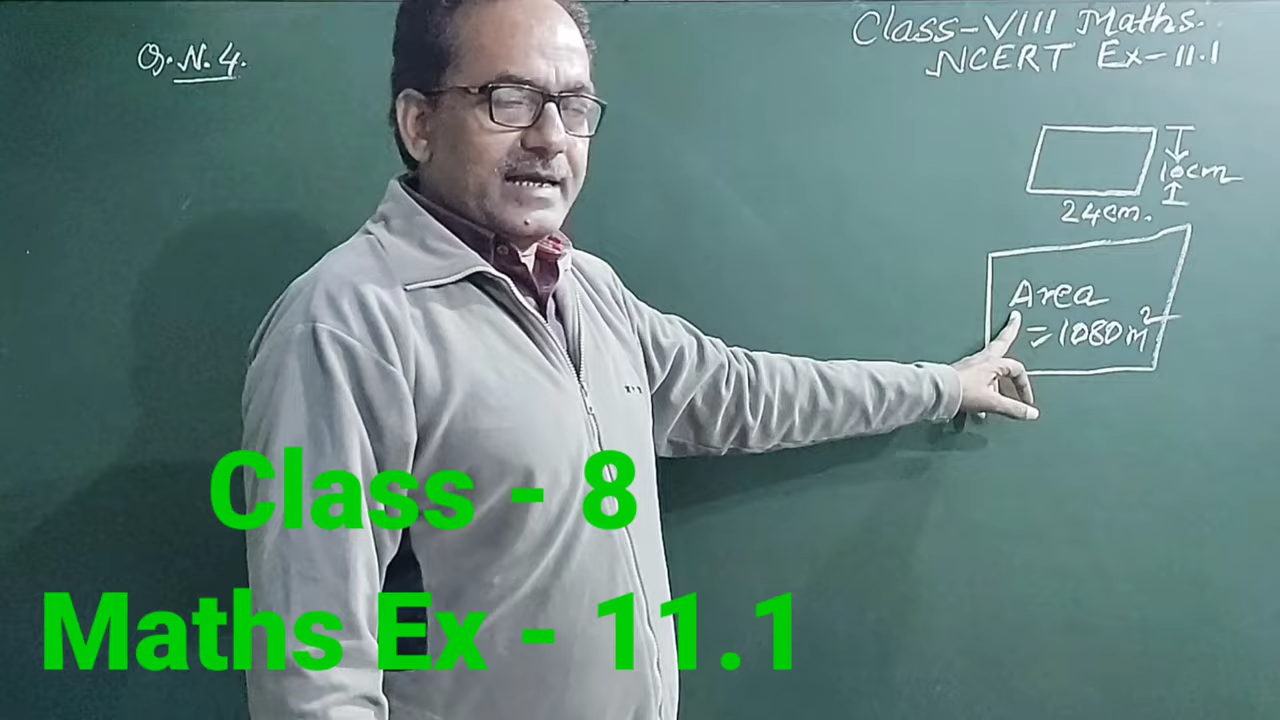 Q.N.4.
Class-VIII Maths.
NCERT Ex-11.1
10cm
24cm.
Area
=1080m²
Class - 8
Maths Ex - 11.1